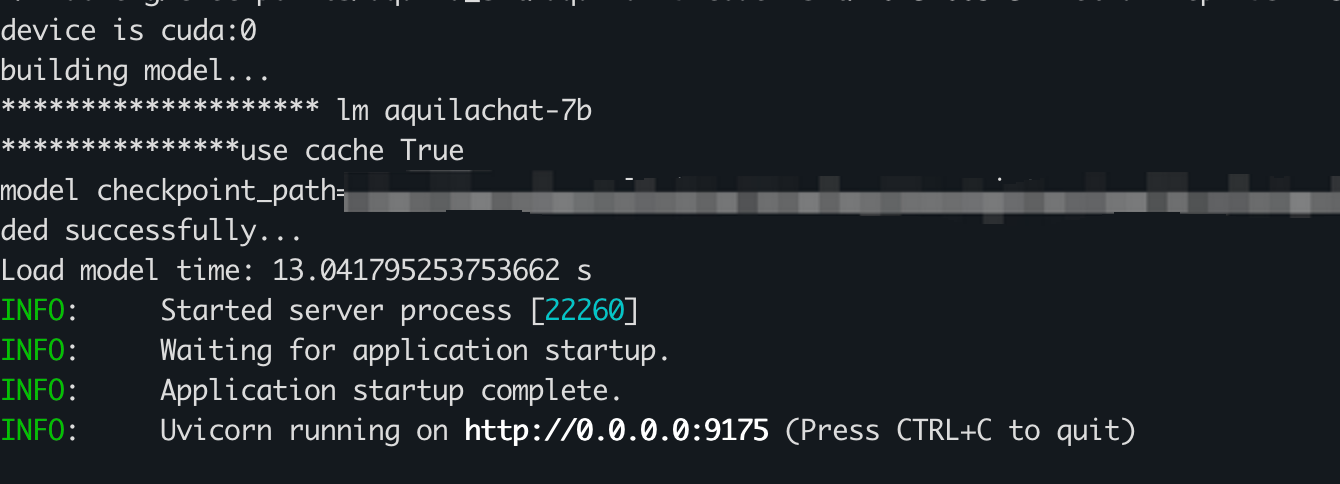 device is cuda:0
building model...
******************** lm aquilachat-7b
***************use cache True
model checkpoint_path=
ded successfully...
Load model time: 13.041795253753662 s
INFO:     Started server process [22260]
INFO:     Waiting for application startup.
INFO:     Application startup complete.
INFO:     Uvicorn running on http://0.0.0.0:9175 (Press CTRL+C to quit)